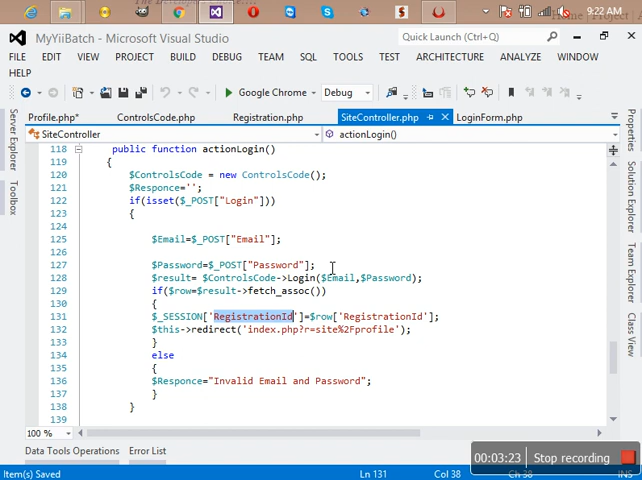 9:22 AM
MyYiiBatch - Microsoft Visual Studio
Quick Launch (Ctrl+Q)
FILE EDIT VIEW PROJECT BUILD DEBUG TEAM SQL TOOLS TEST ARCHITECTURE ANALYZE WINDOW
HELP
Google Chrome Debug
Profile.php* ControlsCode.php Registration.php SiteController.php LoginForm.php
SiteController actionLogin()
118 public function actionLogin()
119 {
120 $ControlsCode = new ControlsCode();
121 $Responce='';
122 if(isset($_POST["Login"]))
123 {
124
125 $Email=$_POST["Email"];
126
127 $Password=$_POST["Password"];
128 $result= $ControlsCode->Login($Email,$Password);
129 if($row=$result->fetch_assoc())
130 {
131 $_SESSION['RegistrationId']=$row['RegistrationId'];
132 $this->redirect('index.php?r=site%2Fprofile');
133 }
134 else
135 {
136 $Responce="Invalid Email and Password";
137 }
138 }
139
100 %
Data Tools Operations Error List
Item(s) Saved Ln 131 Col 38 Ch 38 INS
00:03:23 Stop recording
Server Explorer
Toolbox
Properties
Solution Explorer
Team Explorer
Class View